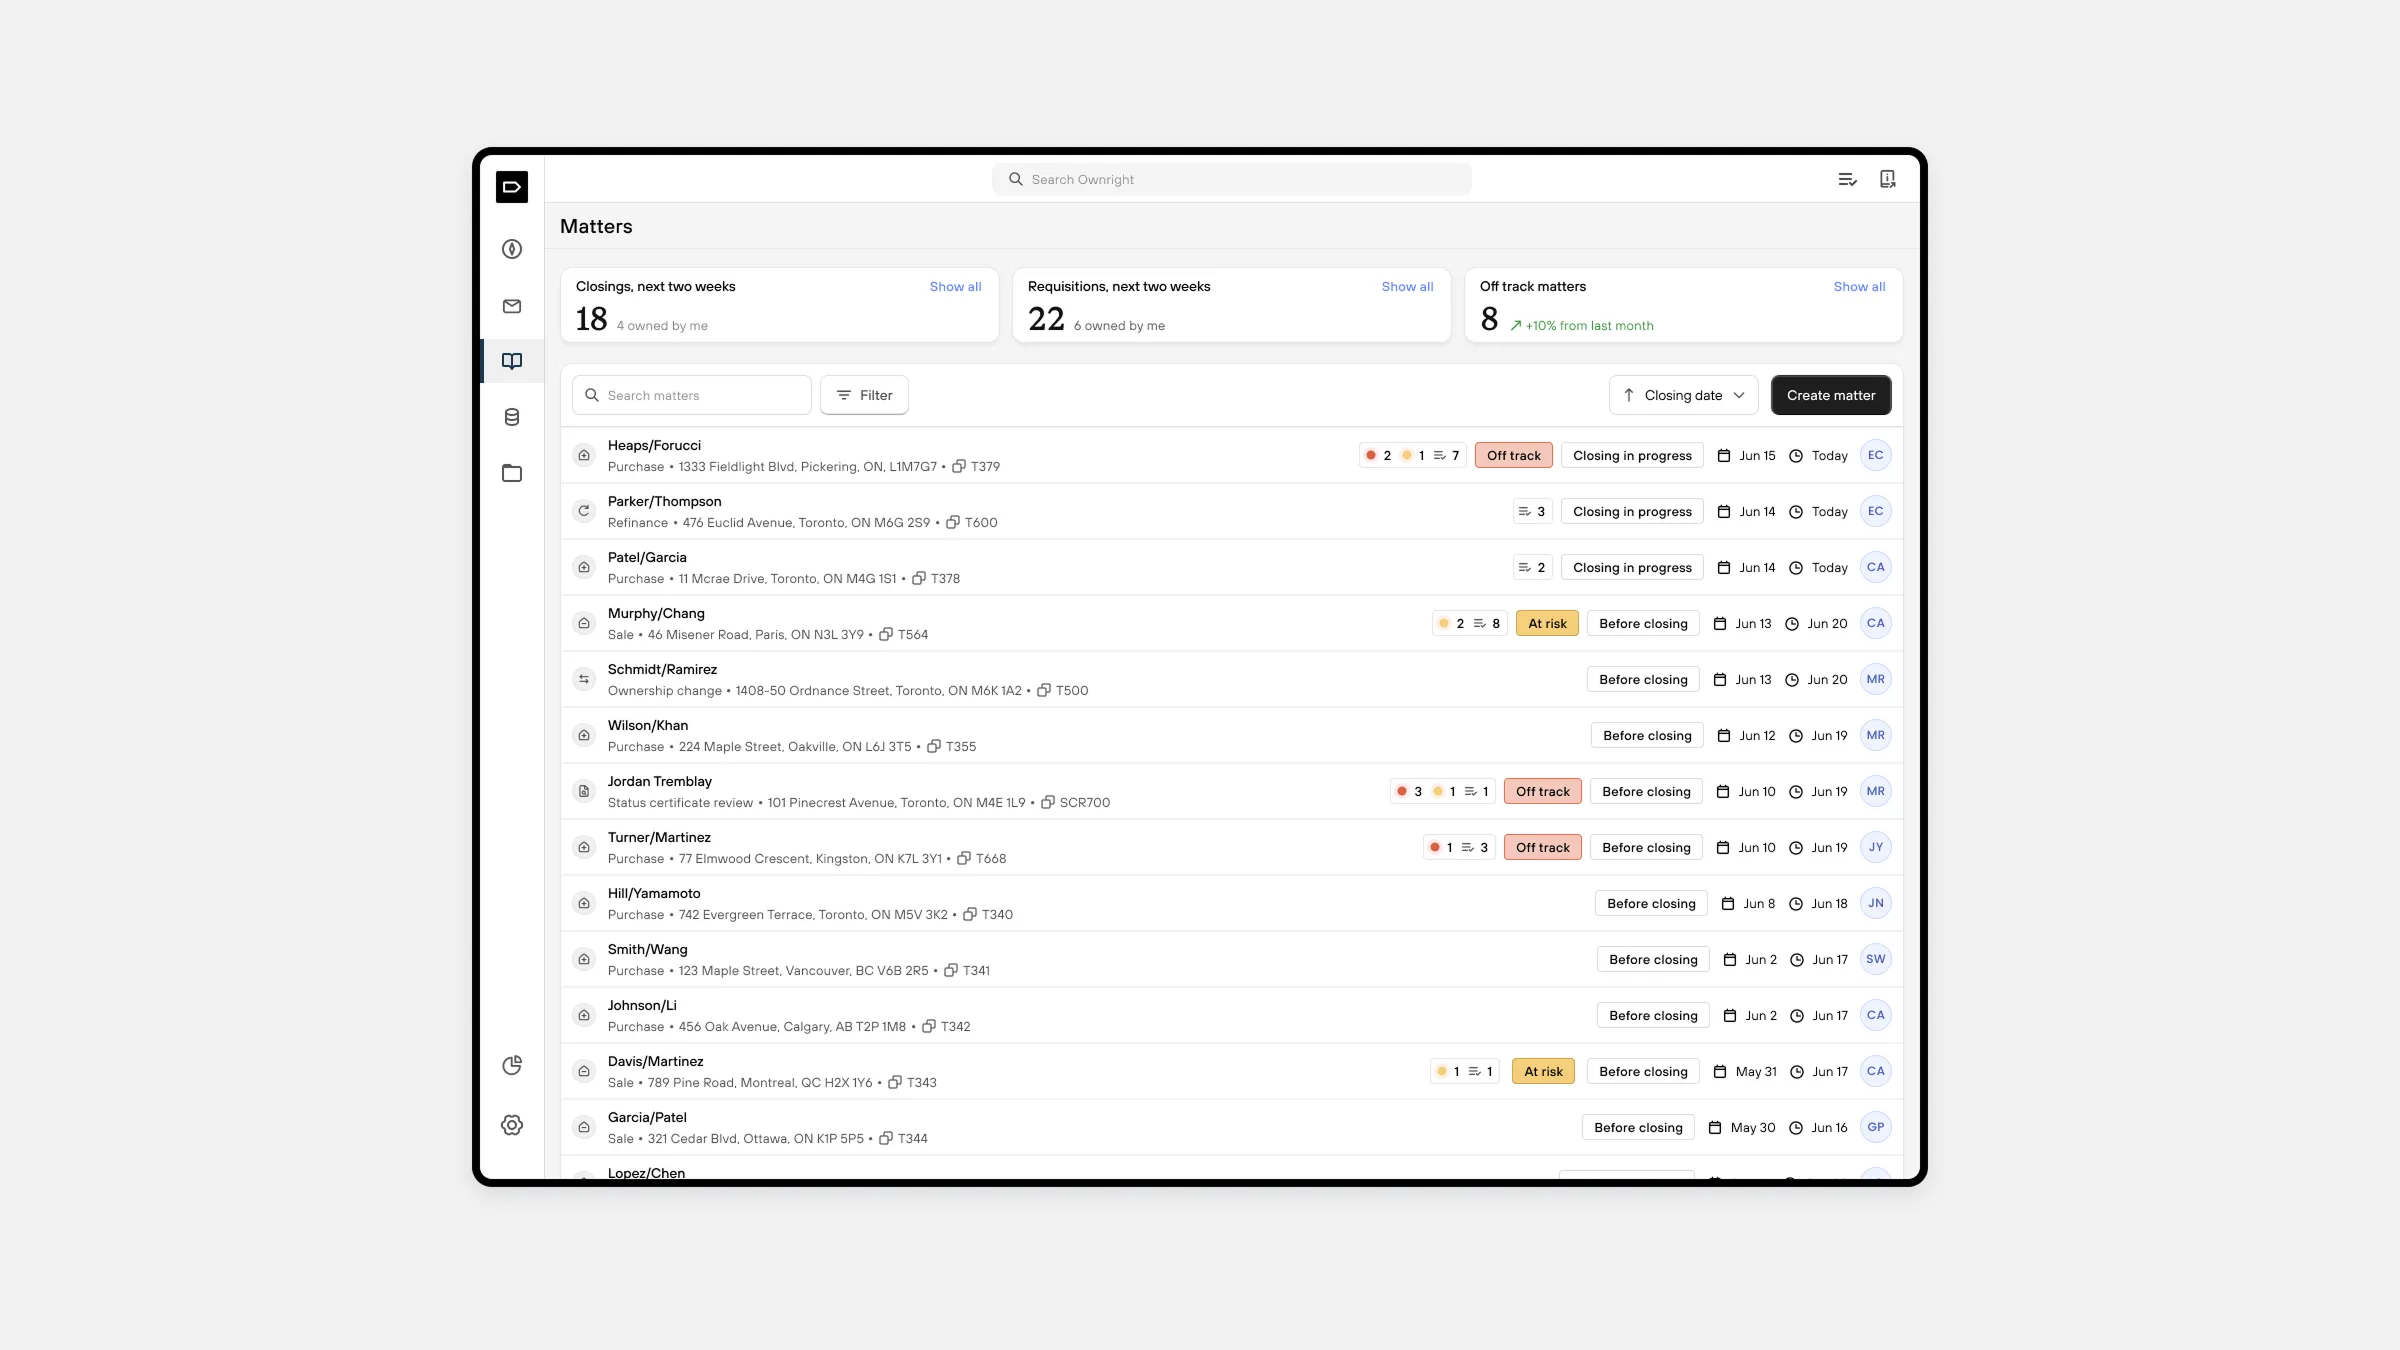 Search Ownright
Matters
Closings, next two weeks Show all
18 4 owned by me
Requisitions, next two weeks Show all
22 6 owned by me
Off track matters Show all
8 +10% from last month
Search matters Filter Closing date Create matter
Heaps/Forucci
Purchase • 1333 Fieldlight Blvd, Pickering, ON, L1M7G7 • T379
2 1 7 Off track Closing in progress Jun 15 Today EC
Parker/Thompson
Refinance • 476 Euclid Avenue, Toronto, ON M6G 2S9 • T600
3 Closing in progress Jun 14 Today EC
Patel/Garcia
Purchase • 11 Mcrae Drive, Toronto, ON M4G 1S1 • T378
2 Closing in progress Jun 14 Today CA
Murphy/Chang
Sale • 46 Misener Road, Paris, ON N3L 3Y9 • T564
2 8 At risk Before closing Jun 13 Jun 20 CA
Schmidt/Ramirez
Ownership change • 1408-50 Ordnance Street, Toronto, ON M6K 1A2 • T500
Before closing Jun 13 Jun 20 MR
Wilson/Khan
Purchase • 224 Maple Street, Oakville, ON L6J 3T5 • T355
Before closing Jun 12 Jun 19 MR
Jordan Tremblay
Status certificate review • 101 Pinecrest Avenue, Toronto, ON M4E 1L9 • SCR700
3 1 1 Off track Before closing Jun 10 Jun 19 MR
Turner/Martinez
Purchase • 77 Elmwood Crescent, Kingston, ON K7L 3Y1 • T668
1 3 Off track Before closing Jun 10 Jun 19 JY
Hill/Yamamoto
Purchase • 742 Evergreen Terrace, Toronto, ON M5V 3K2 • T340
Before closing Jun 8 Jun 18 JN
Smith/Wang
Purchase • 123 Maple Street, Vancouver, BC V6B 2R5 • T341
Before closing Jun 2 Jun 17 SW
Johnson/Li
Purchase • 456 Oak Avenue, Calgary, AB T2P 1M8 • T342
Before closing Jun 2 Jun 17 CA
Davis/Martinez
Sale • 789 Pine Road, Montreal, QC H2X 1Y6 • T343
1 1 At risk Before closing May 31 Jun 17 CA
Garcia/Patel
Sale • 321 Cedar Blvd, Ottawa, ON K1P 5P5 • T344
Before closing May 30 Jun 16 GP
Lopez/Chen